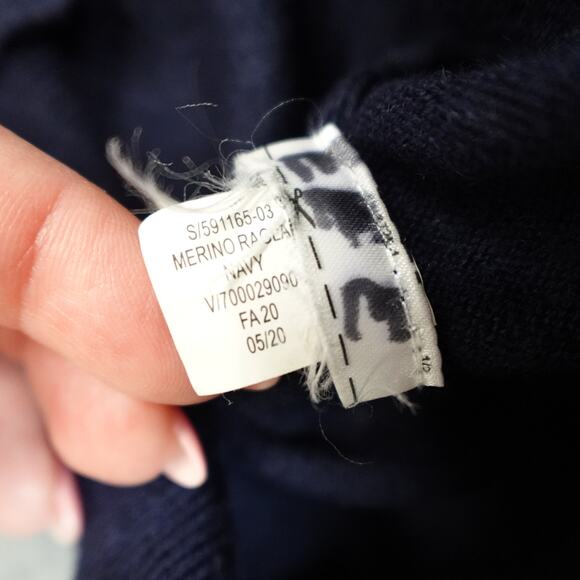 S/591165-03
MERINO RAGLAN
NAVY
V/700029090
FA 20
05/20